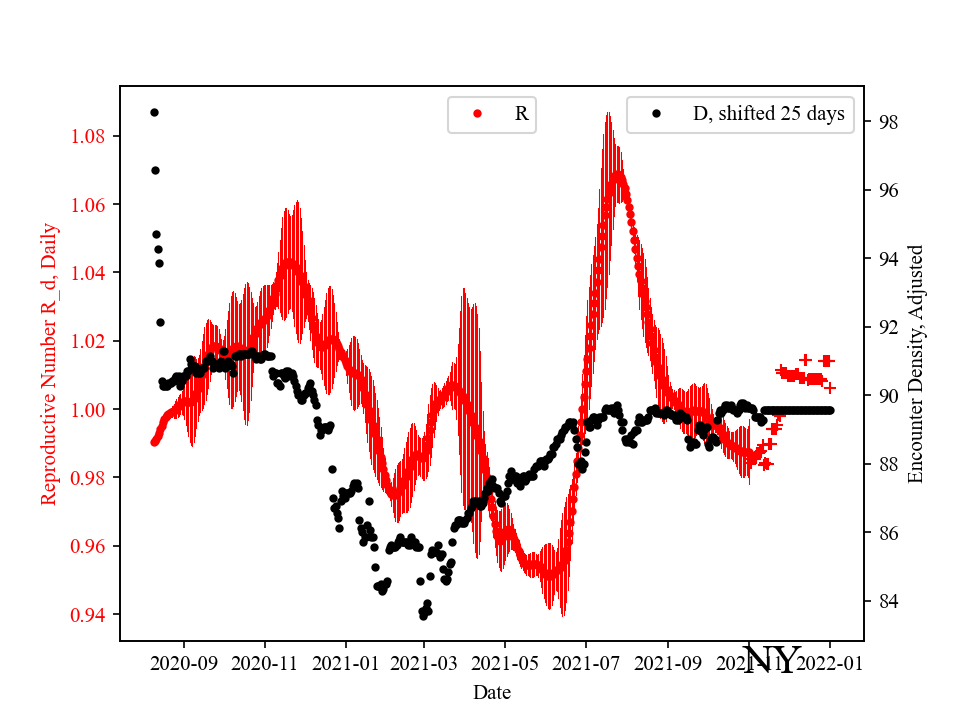 R
D, shifted 25 days
1.08
1.06
1.04
1.02
1.00
0.98
0.96
0.94
Reproductive Number R_d, Daily
98
96
94
92
90
88
86
84
Encounter Density, Adjusted
2020-09 2020-11 2021-01 2021-03 2021-05 2021-07 2021-09 2021-11 2022-01
NY
Date